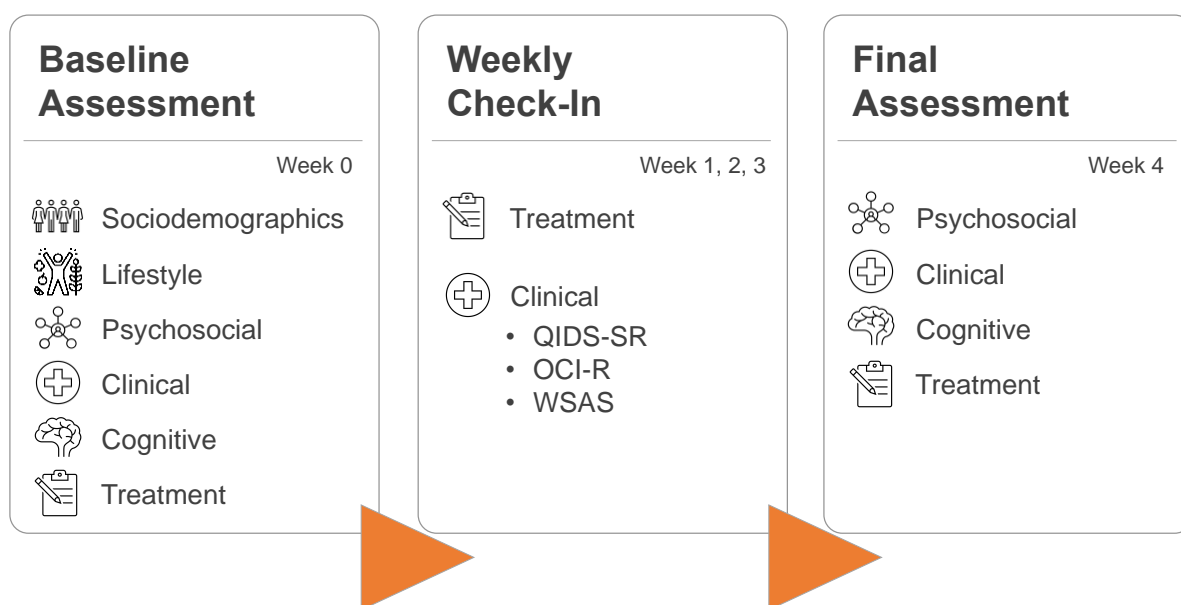 Baseline
Assessment
Week 0
Sociodemographics
Lifestyle
Psychosocial
Clinical
Cognitive
Treatment
Weekly
Check-In
Week 1, 2, 3
Treatment
Clinical
• QIDS-SR
• OCI-R
• WSAS
Final
Assessment
Week 4
Psychosocial
Clinical
Cognitive
Treatment